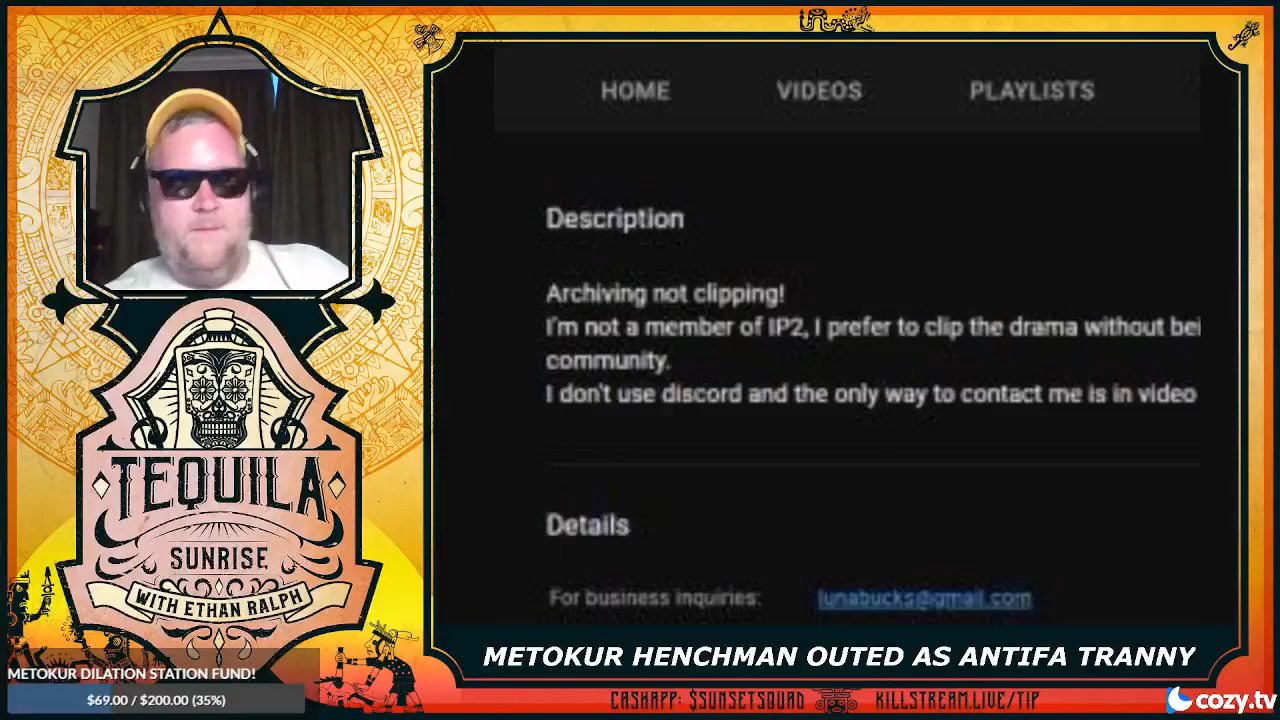 HOME VIDEOS PLAYLISTS
Description
Archiving not clipping!
I'm not a member of IP2, I prefer to clip the drama without bei
community.
I don't use discord and the only way to contact me is in video
Details
For business inquiries: lunabucks@gmail.com
TEQUILA
SUNRISE
WITH ETHAN RALPH
METOKUR DILATION STATION FUND!
$69.00 / $200.00 (35%)
METOKUR HENCHMAN OUTED AS ANTIFA TRANNY
CASHAPP: $SUNSETSQUAD KILLSTREAM.LIVE/TIP
cozy.tv